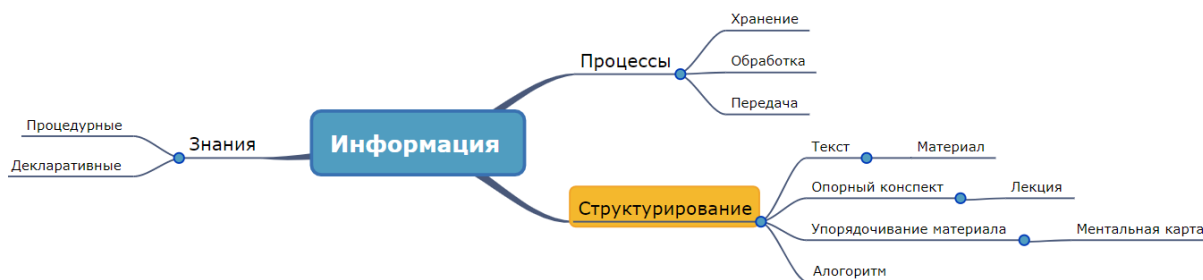 Информация
Процессы
Хранение
Обработка
Передача
Знания
Процедурные
Декларативные
Структурирование
Текст
Материал
Опорный конспект
Лекция
Упорядочивание материала
Ментальная карта
Алогоритм